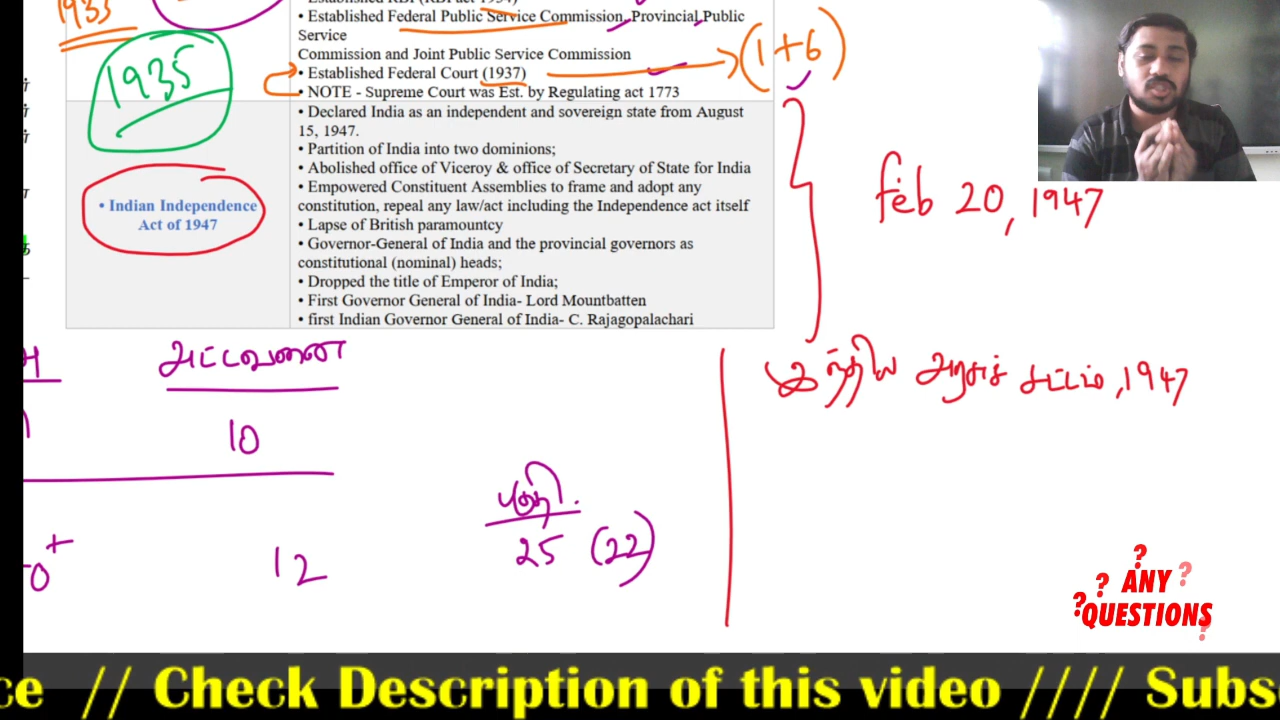 1935
• Established Federal Public Service Commission, Provincial Public
Service
Commission and Joint Public Service Commission
• Established Federal Court (1937)
(1+6)
• NOTE - Supreme Court was Est. by Regulating act 1773
1935
• Declared India as an independent and sovereign state from August
15, 1947.
• Partition of India into two dominions;
• Abolished office of Viceroy & office of Secretary of State for India
• Empowered Constituent Assemblies to frame and adopt any
constitution, repeal any law/act including the Independence act itself
• Lapse of British paramountcy
• Governor-General of India and the provincial governors as
constitutional (nominal) heads;
• Dropped the title of Emperor of India;
• First Governor General of India- Lord Mountbatten
• first Indian Governor General of India- C. Rajagopalachari
• Indian Independence
Act of 1947
Feb 20, 1947
அட்டவணை
10
12
பகுதி.
25 (22)
இந்திய அரசுச் சட்டம், 1947
ANY
QUESTIONS
// Check Description of this video //// Subs